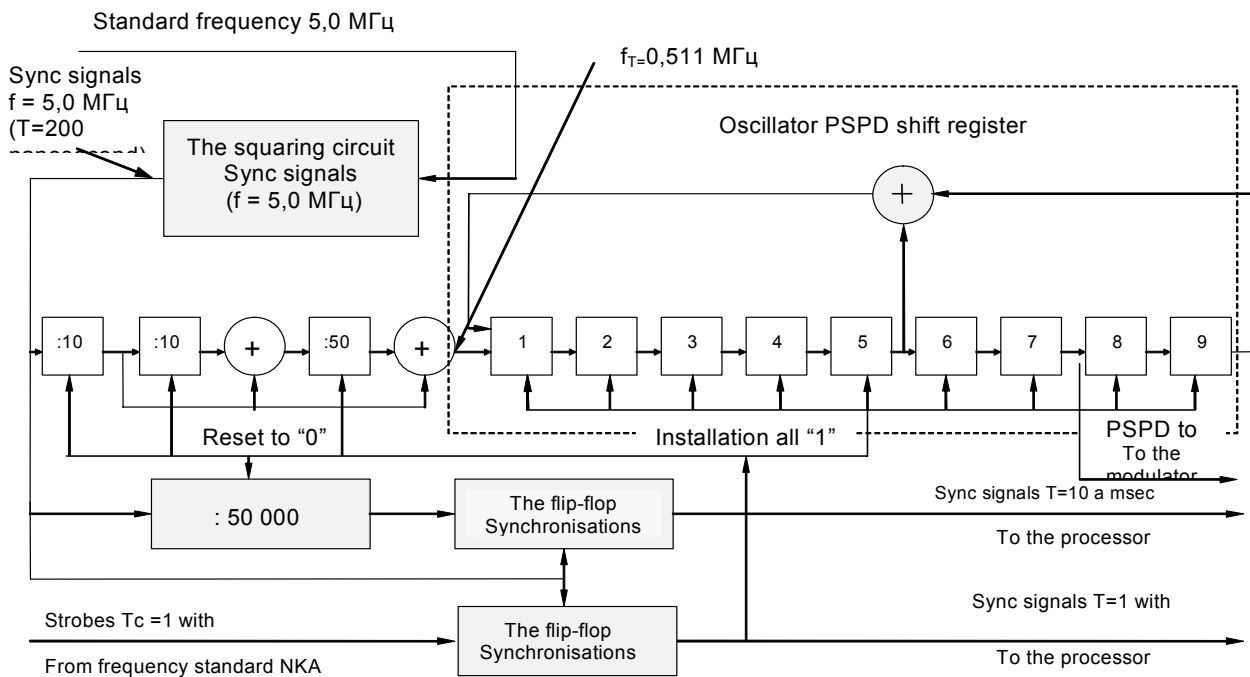 Standard frequency 5,0 МГц
Sync signals
f = 5,0 МГц
(T=200
fT=0,511 МГц
Oscillator PSPD shift register
The squaring circuit
Sync signals
(f = 5,0 МГц)
+
:10
:10
+
:50
+
1
2
3
4
5
6
7
8
9
Reset to “0”
Installation all “1”
PSPD to
To the
modulator
: 50 000
The flip-flop
Synchronisations
Sync signals T=10 a msec
To the processor
Strobes Tc =1 with
From frequency standard NKA
The flip-flop
Synchronisations
Sync signals T=1 with
To the processor